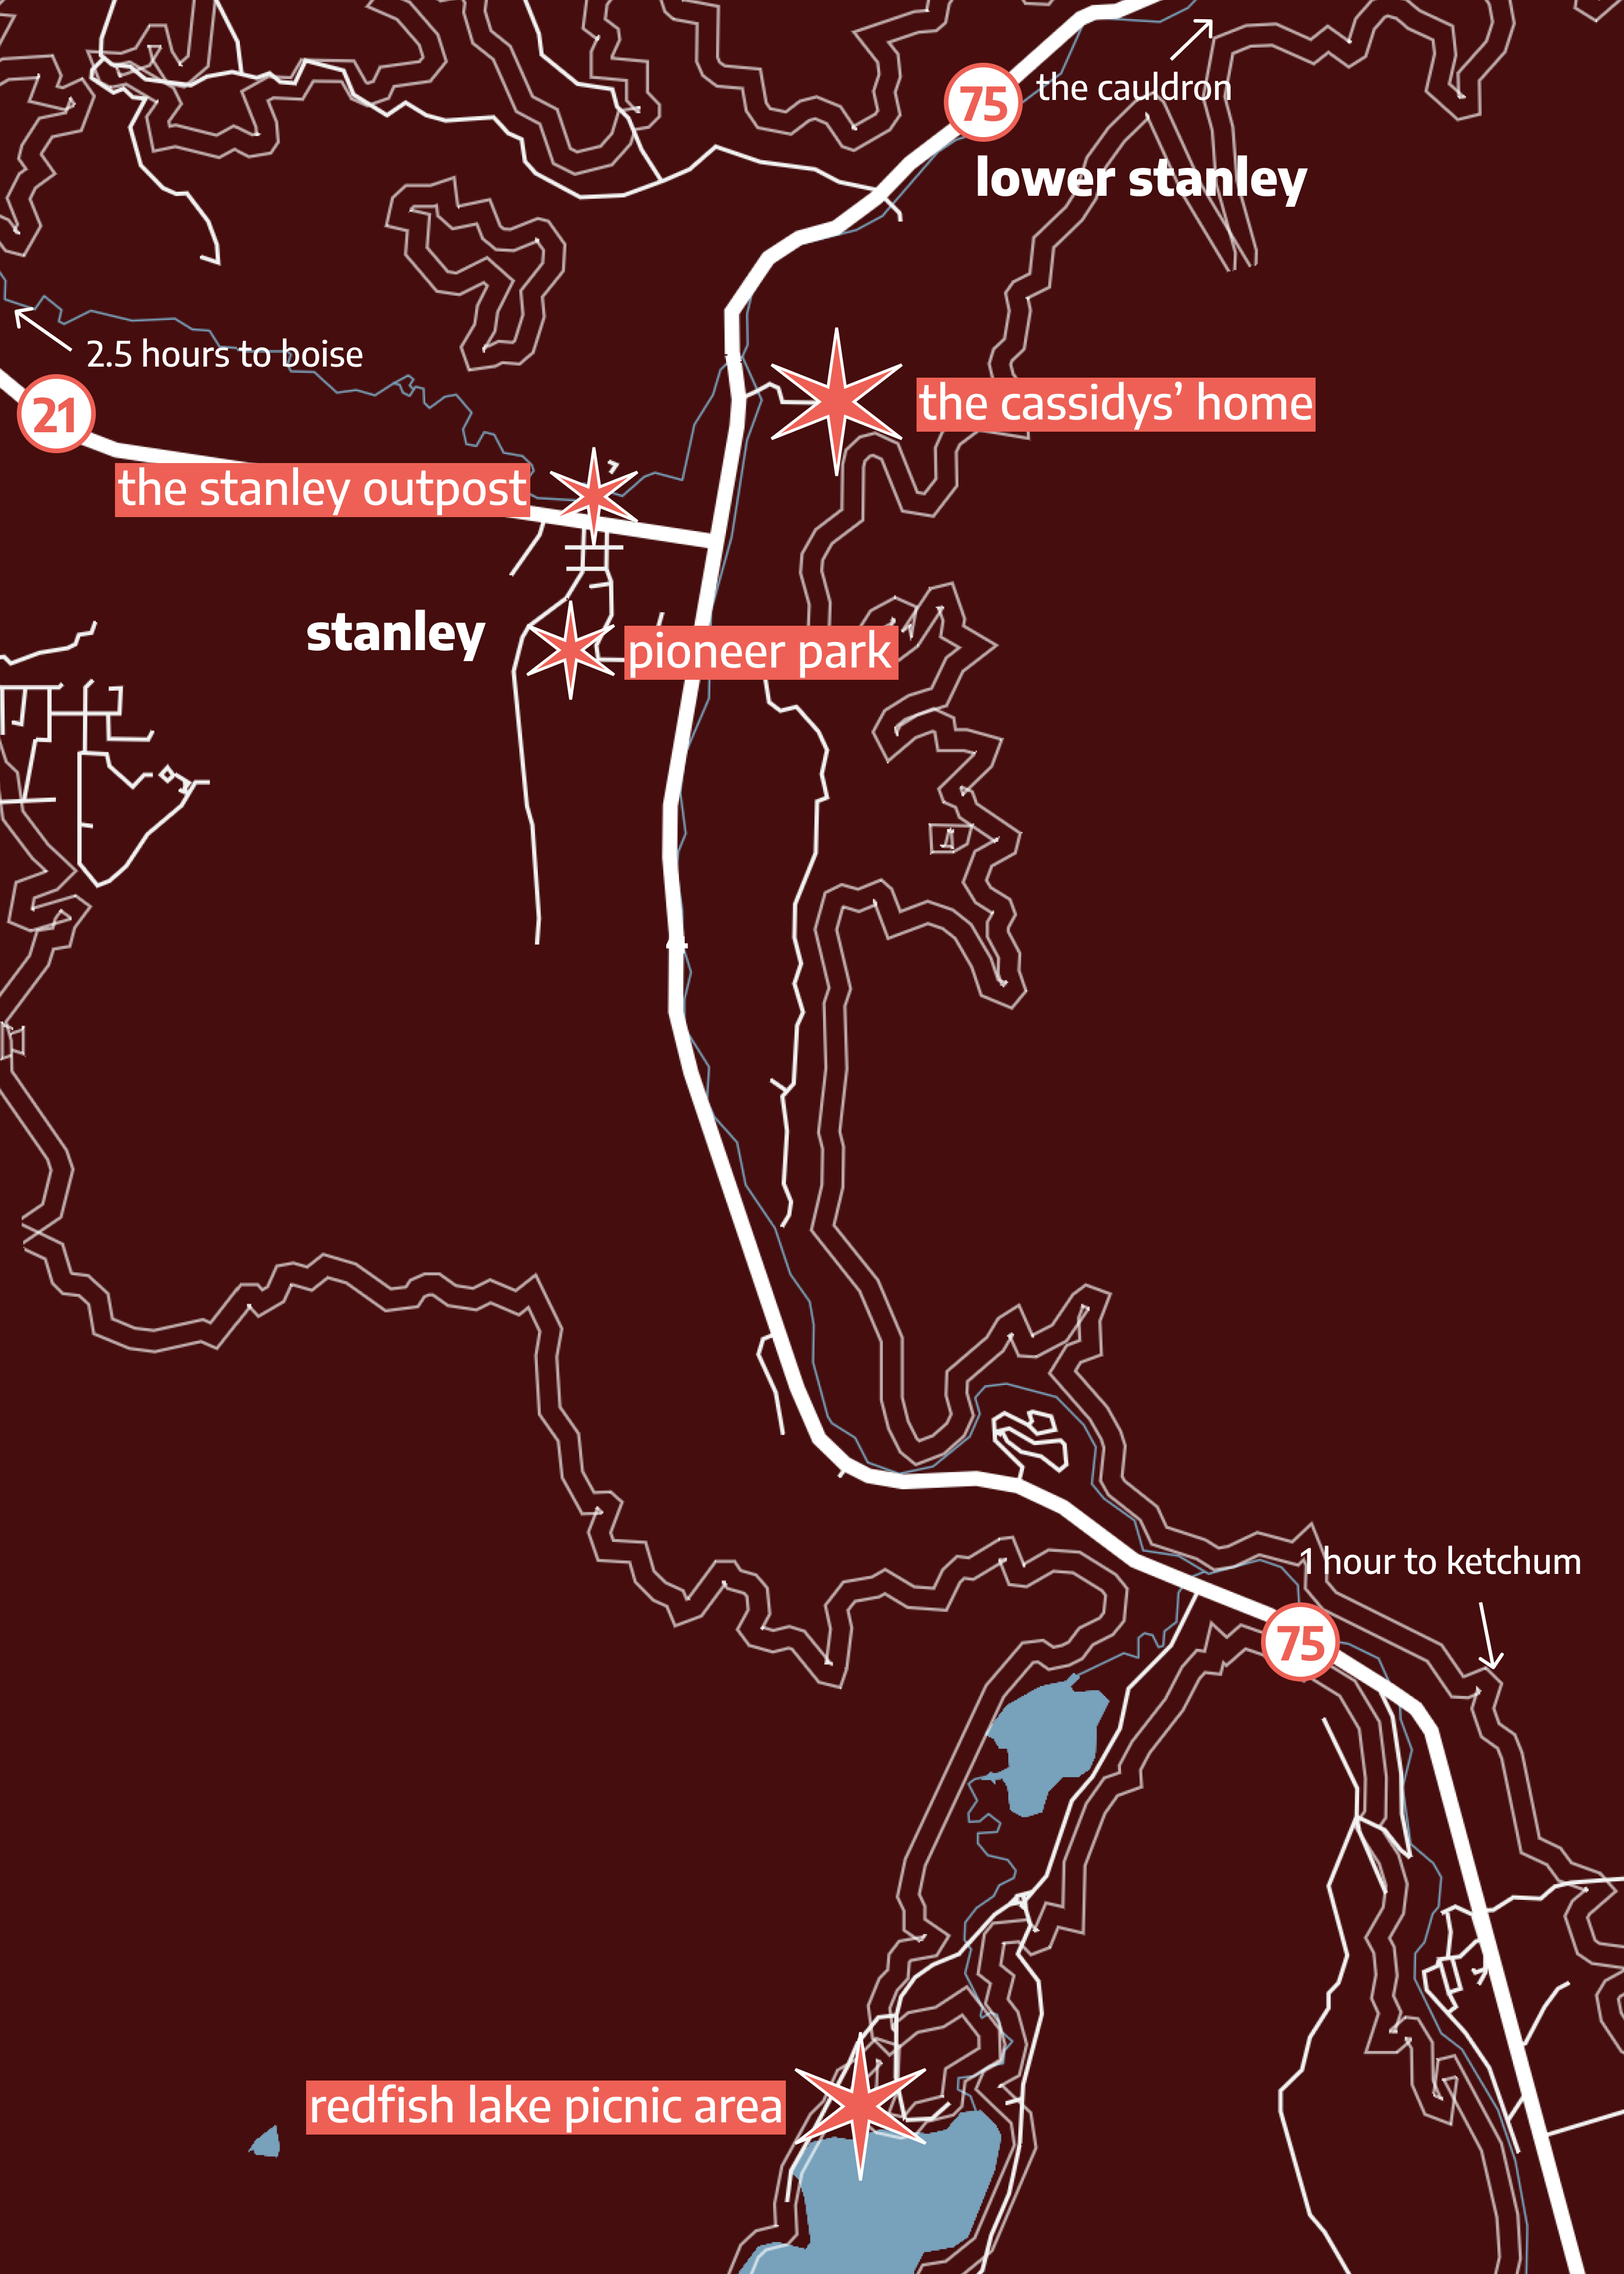 75
the cauldron
lower stanley
2.5 hours to boise
21
the cassidys’ home
the stanley outpost
stanley
pioneer park
1 hour to ketchum
75
redfish lake picnic area